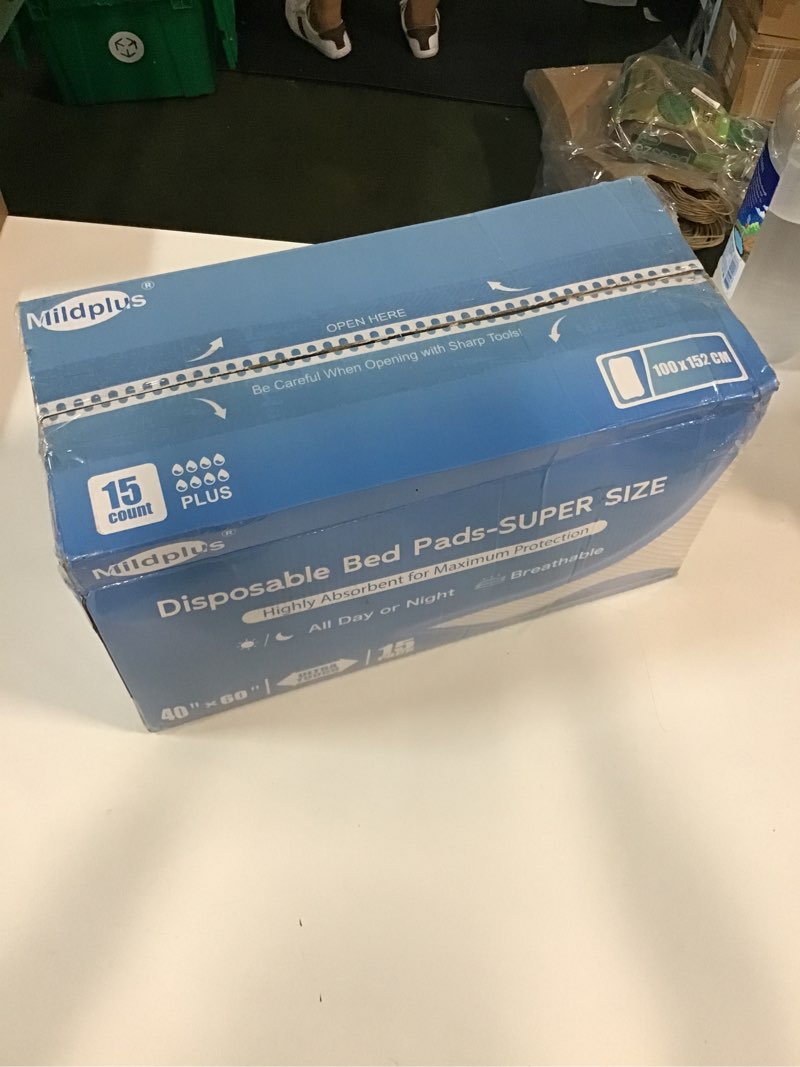 Mildplus®
OPEN HERE
Be Careful When Opening with Sharp Tools!
100 x 152 CM
15
count
PLUS
Mildplus®
Disposable Bed Pads-SUPER SIZE
Highly Absorbent for Maximum Protection
All Day or Night
Breathable
40" x 60"
15